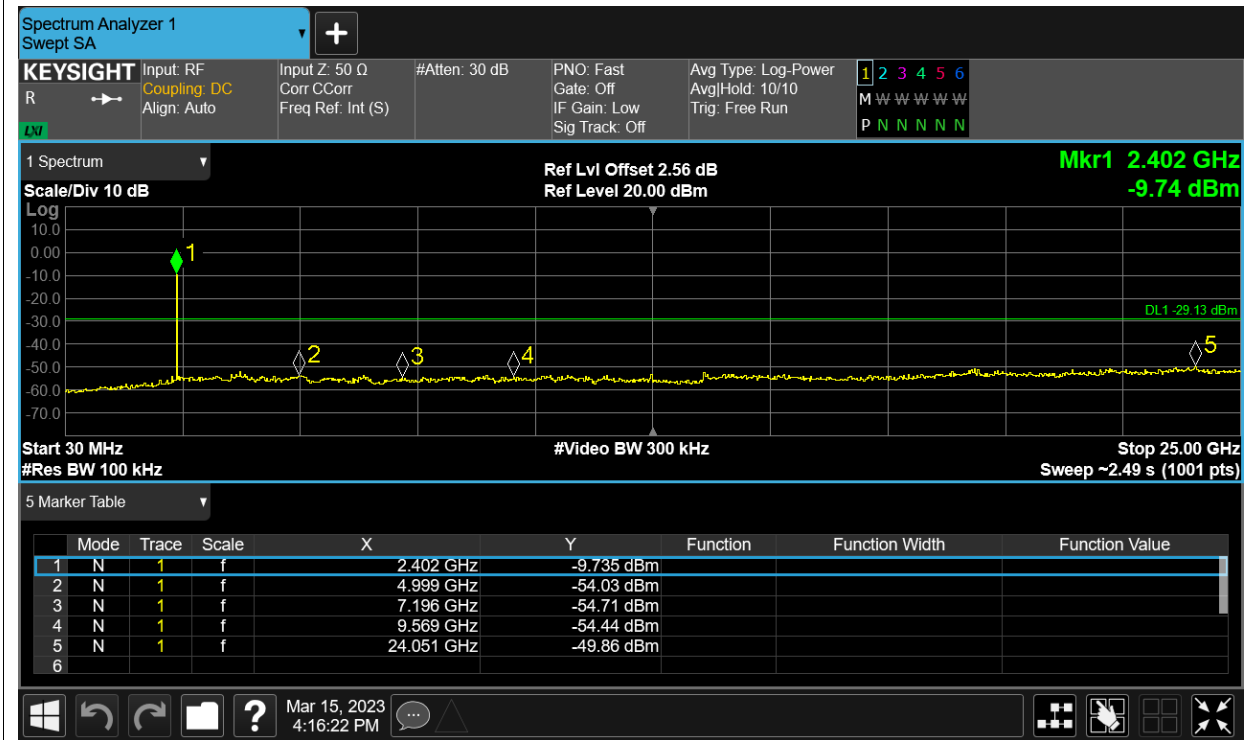 Spectrum Analyzer 1
Swept SA
KEYSIGHT
R
LXI
Input: RF
Coupling: DC
Align: Auto
Input Z: 50 Ω
Corr CCorr
Freq Ref: Int (S)
#Atten: 30 dB
PNO: Fast
Gate: Off
IF Gain: Low
Sig Track: Off
Avg Type: Log-Power
Avg|Hold: 10/10
Trig: Free Run
1 2 3 4 5 6
M W W W W W
P N N N N N
1 Spectrum
Scale/Div 10 dB
Ref Lvl Offset 2.56 dB
Ref Level 20.00 dBm
Mkr1 2.402 GHz
-9.74 dBm
Log
10.0
0.00
-10.0
-20.0
-30.0
-40.0
-50.0
-60.0
-70.0
1
2
3
4
5
DL1 -29.13 dBm
Start 30 MHz
#Res BW 100 kHz
#Video BW 300 kHz
Stop 25.00 GHz
Sweep ~2.49 s (1001 pts)
5 Marker Table
Mode Trace Scale X Y Function Function Width Function Value
1 N 1 f 2.402 GHz -9.735 dBm
2 N 1 f 4.999 GHz -54.03 dBm
3 N 1 f 7.196 GHz -54.71 dBm
4 N 1 f 9.569 GHz -54.44 dBm
5 N 1 f 24.051 GHz -49.86 dBm
6
?
Mar 15, 2023
4:16:22 PM